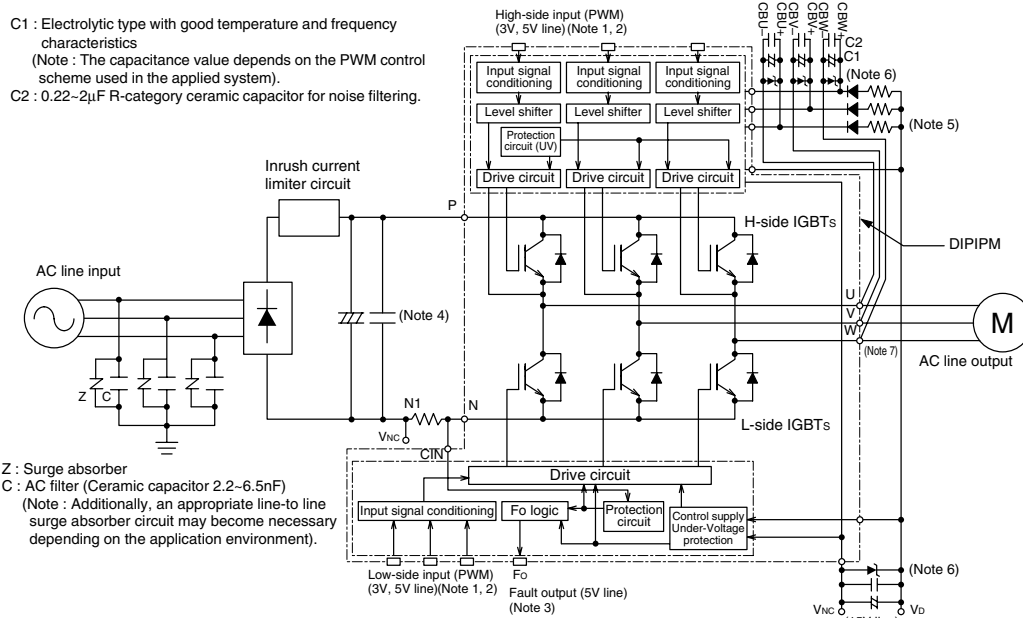 C1 : Electrolytic type with good temperature and frequency
characteristics
(Note : The capacitance value depends on the PWM control
scheme used in the applied system).
C2 : 0.22~2μF R-category ceramic capacitor for noise filtering.
High-side input (PWM)
(3V, 5V line)(Note 1, 2)
CBU–
CBU+
CBV–
CBV+
CBW–
CBW+
C2
C1
(Note 6)
(Note 5)
Input signal
conditioning
Input signal
conditioning
Input signal
conditioning
Level shifter
Level shifter
Level shifter
Protection
circuit (UV)
Drive circuit
Drive circuit
Drive circuit
Inrush current
limiter circuit
P
H-side IGBTS
DIPIPM
AC line input
(Note 4)
U
V
W
(Note 7)
M
AC line output
Z
C
N1
N
VNC
CIN
L-side IGBTS
Z : Surge absorber
C : AC filter (Ceramic capacitor 2.2~6.5nF)
(Note : Additionally, an appropriate line-to line
surge absorber circuit may become necessary
depending on the application environment).
Drive circuit
Input signal conditioning
Fo logic
Protection
circuit
Control supply
Under-Voltage
protection
Low-side input (PWM)
(3V, 5V line)(Note 1, 2)
FO
Fault output (5V line)
(Note 3)
(Note 6)
VNC
VD